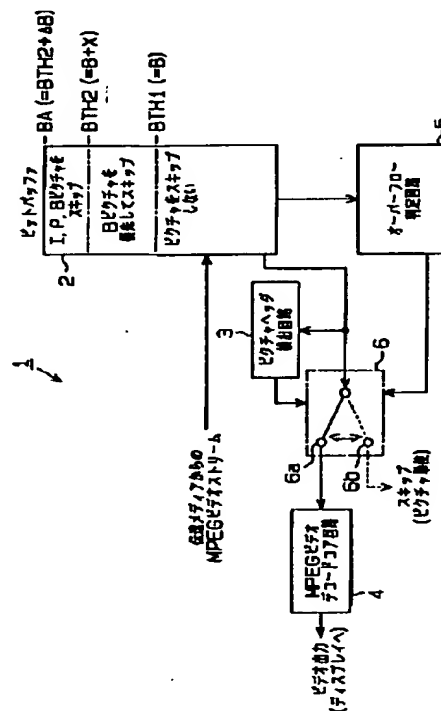 1
ビットバッファ
2
I, P, Bピクチャを
スキップ
Bピクチャを
優先してスキップ
ピクチャをスキップ
しない
BA (=BTH2+ΔB)
BTH2 (=B+X)
BTH1 (=B)
伝送メディアからの
MPEGビデオストリーム
3
ピクチャヘッダ
検出回路
オーバーフロー
判定回路
5
6
6a
6b
スキップ
(ピクチャ単位)
MPEGビデオ
デコードコア回路
4
ビデオ出力
(ディスプレイへ)